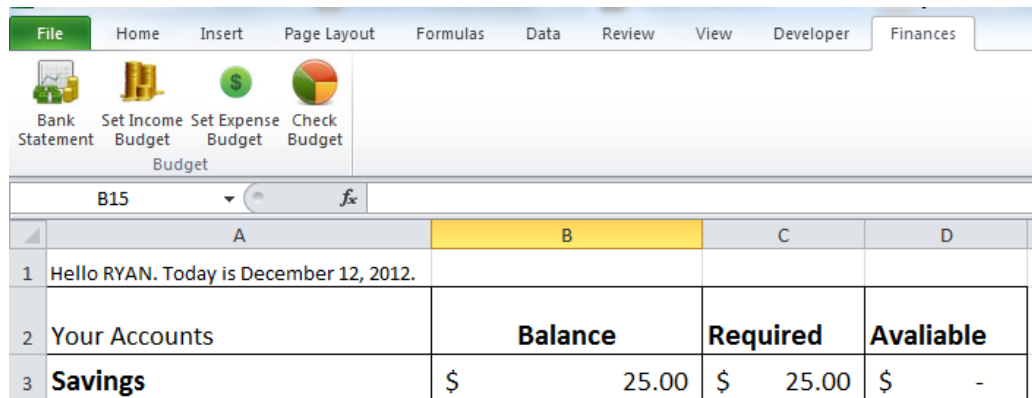 File Home Insert Page Layout Formulas Data Review View Developer Finances
Bank Set Income Set Expense Check
Statement Budget Budget Budget
Budget
B15 fx
A B C D
1 Hello RYAN. Today is December 12, 2012.
2 Your Accounts Balance Required Avaliable
3 Savings $ 25.00 $ 25.00 $ -